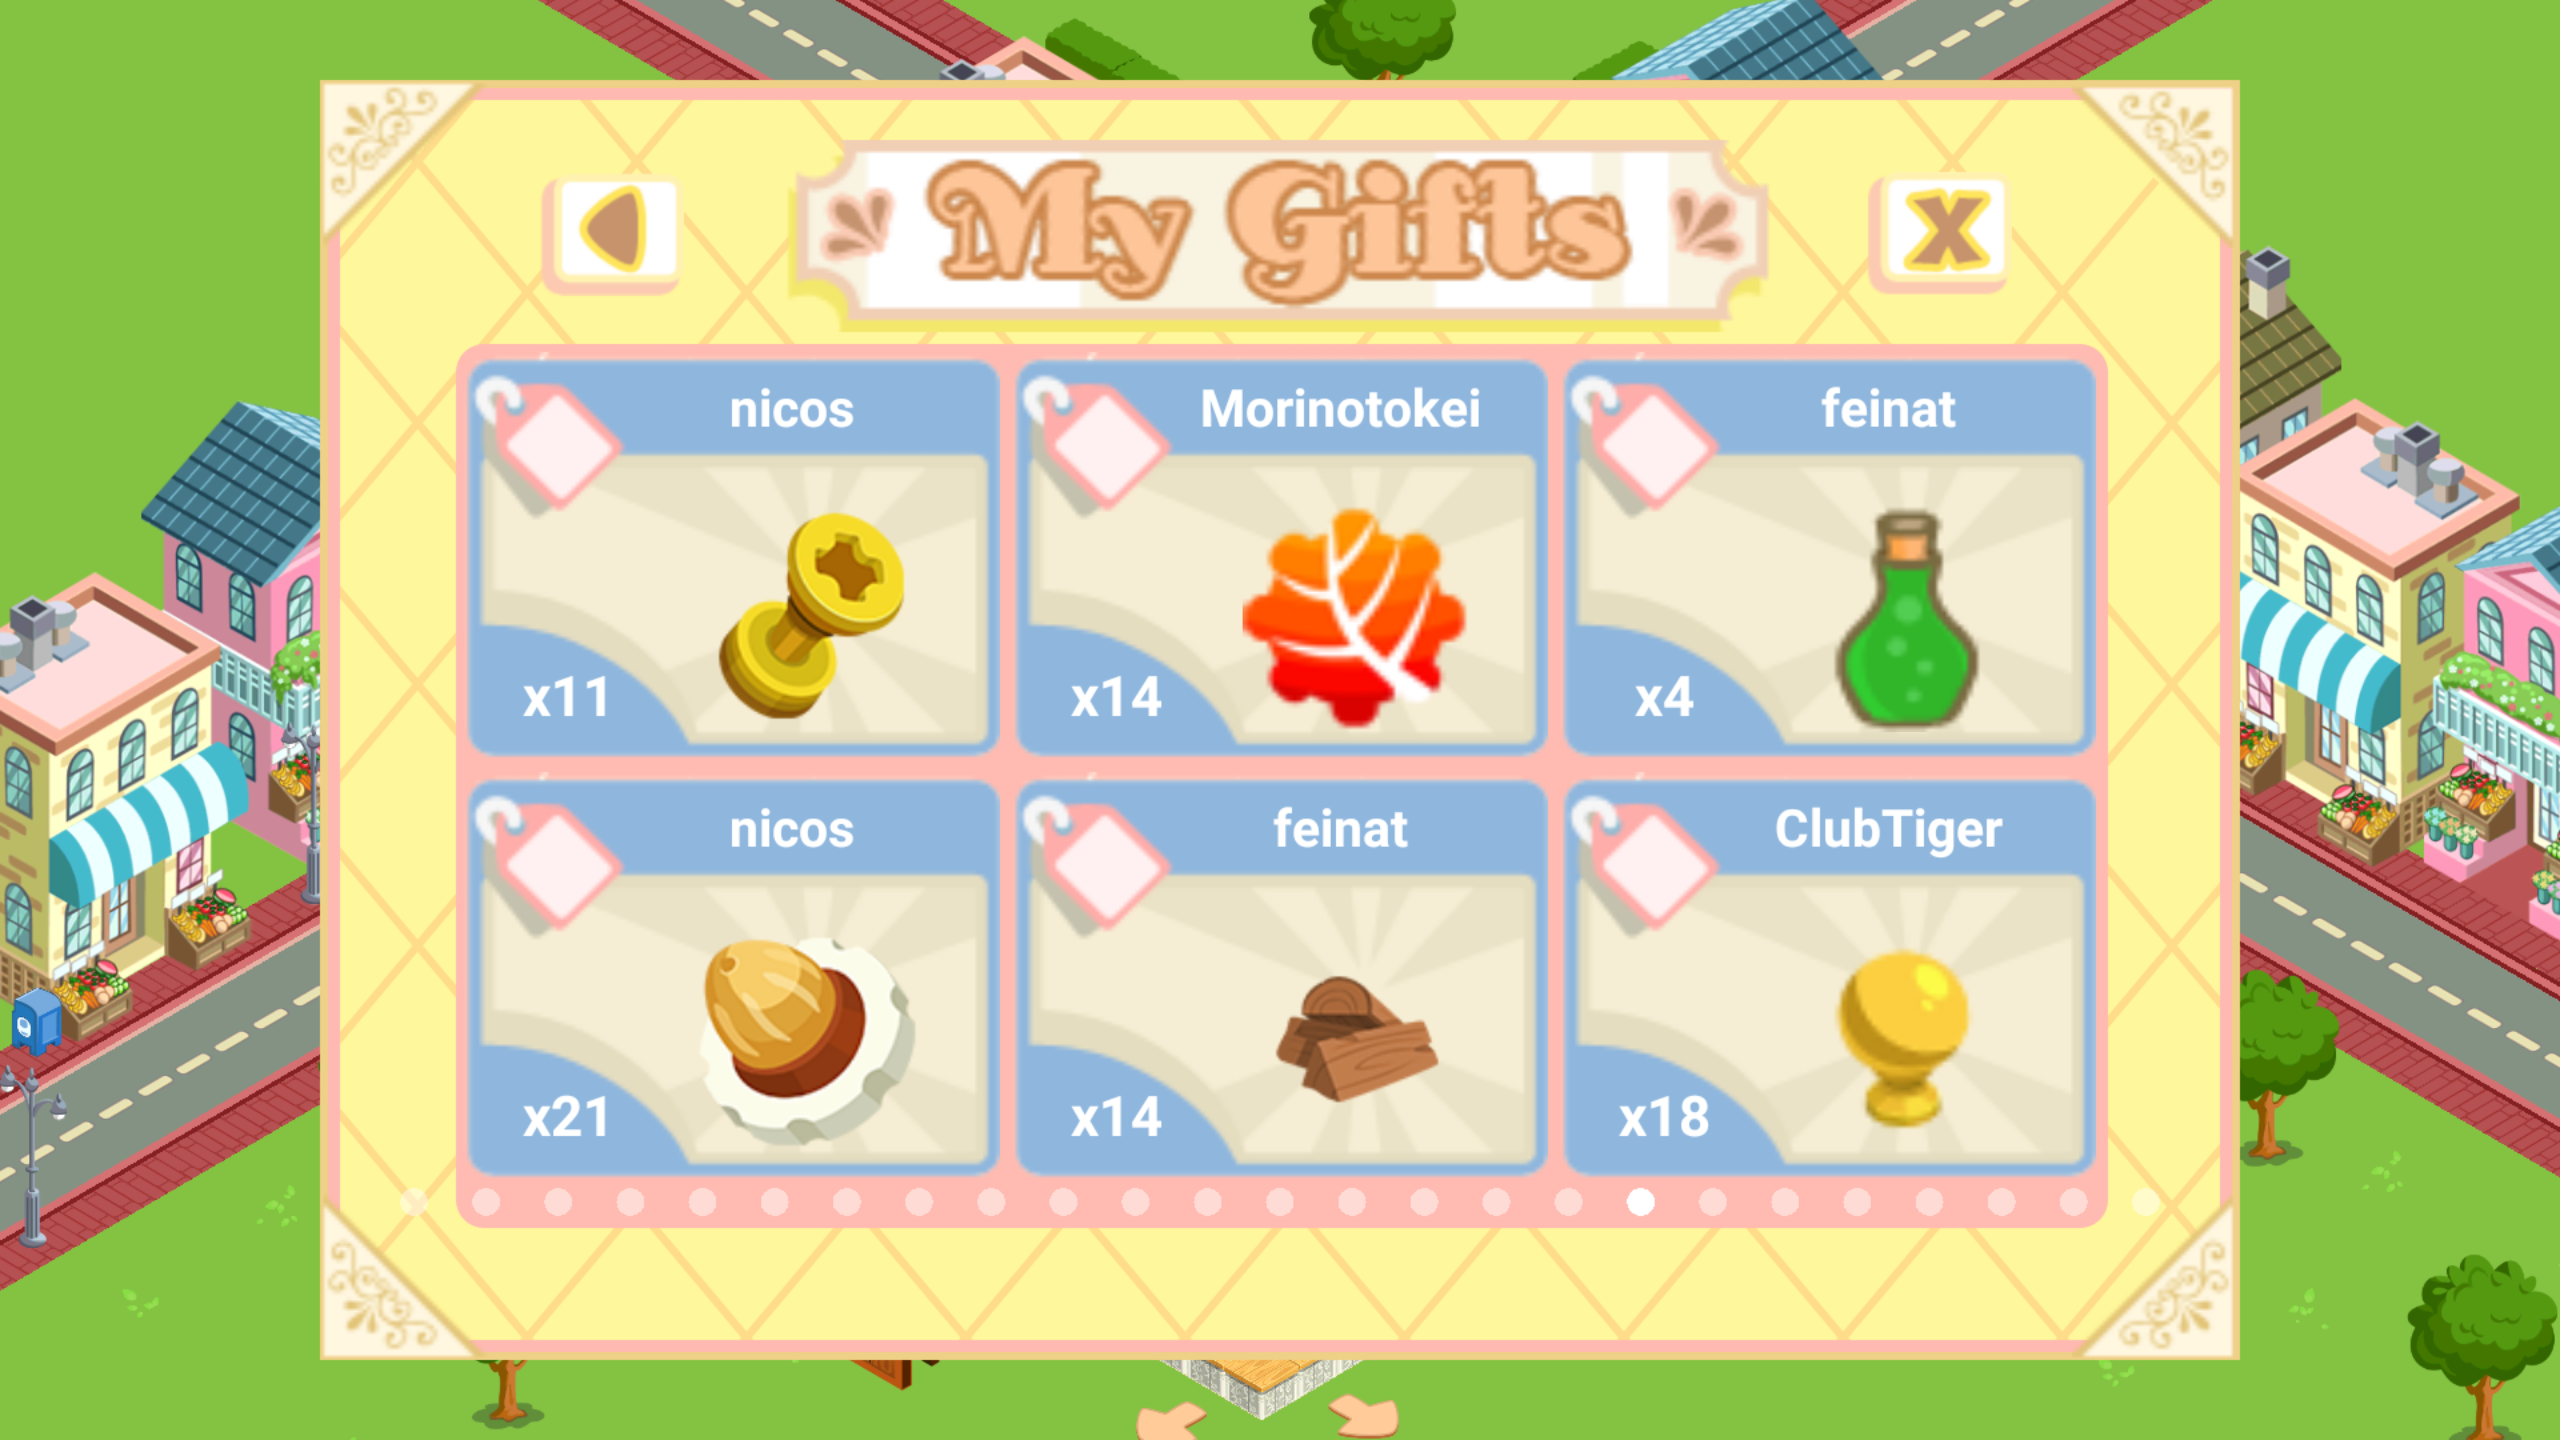 My Gifts
nicos
Morinotokei
feinat
x11
x14
x4
nicos
feinat
ClubTiger
x21
x14
x18